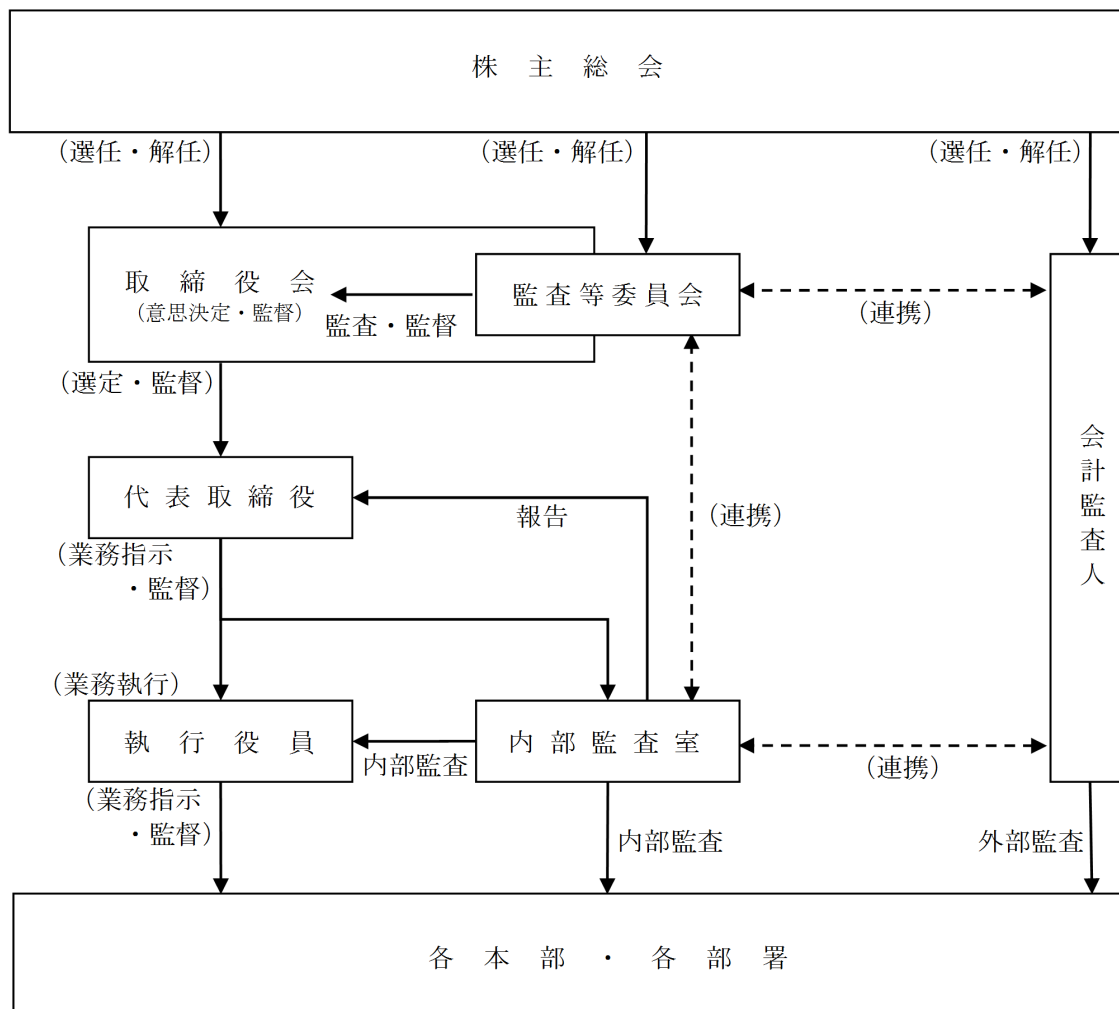 株主総会
（選任・解任）
（選任・解任）
（選任・解任）
取締役会
（意思決定・監督）
監査等委員会
監査・監督
（連携）
（選定・監督）
会計監査人
代表取締役
報告
（連携）
（業務指示
・監督）
（業務執行）
執行役員
内部監査室
内部監査
（連携）
（業務指示
・監督）
内部監査
外部監査
各本部・各部署